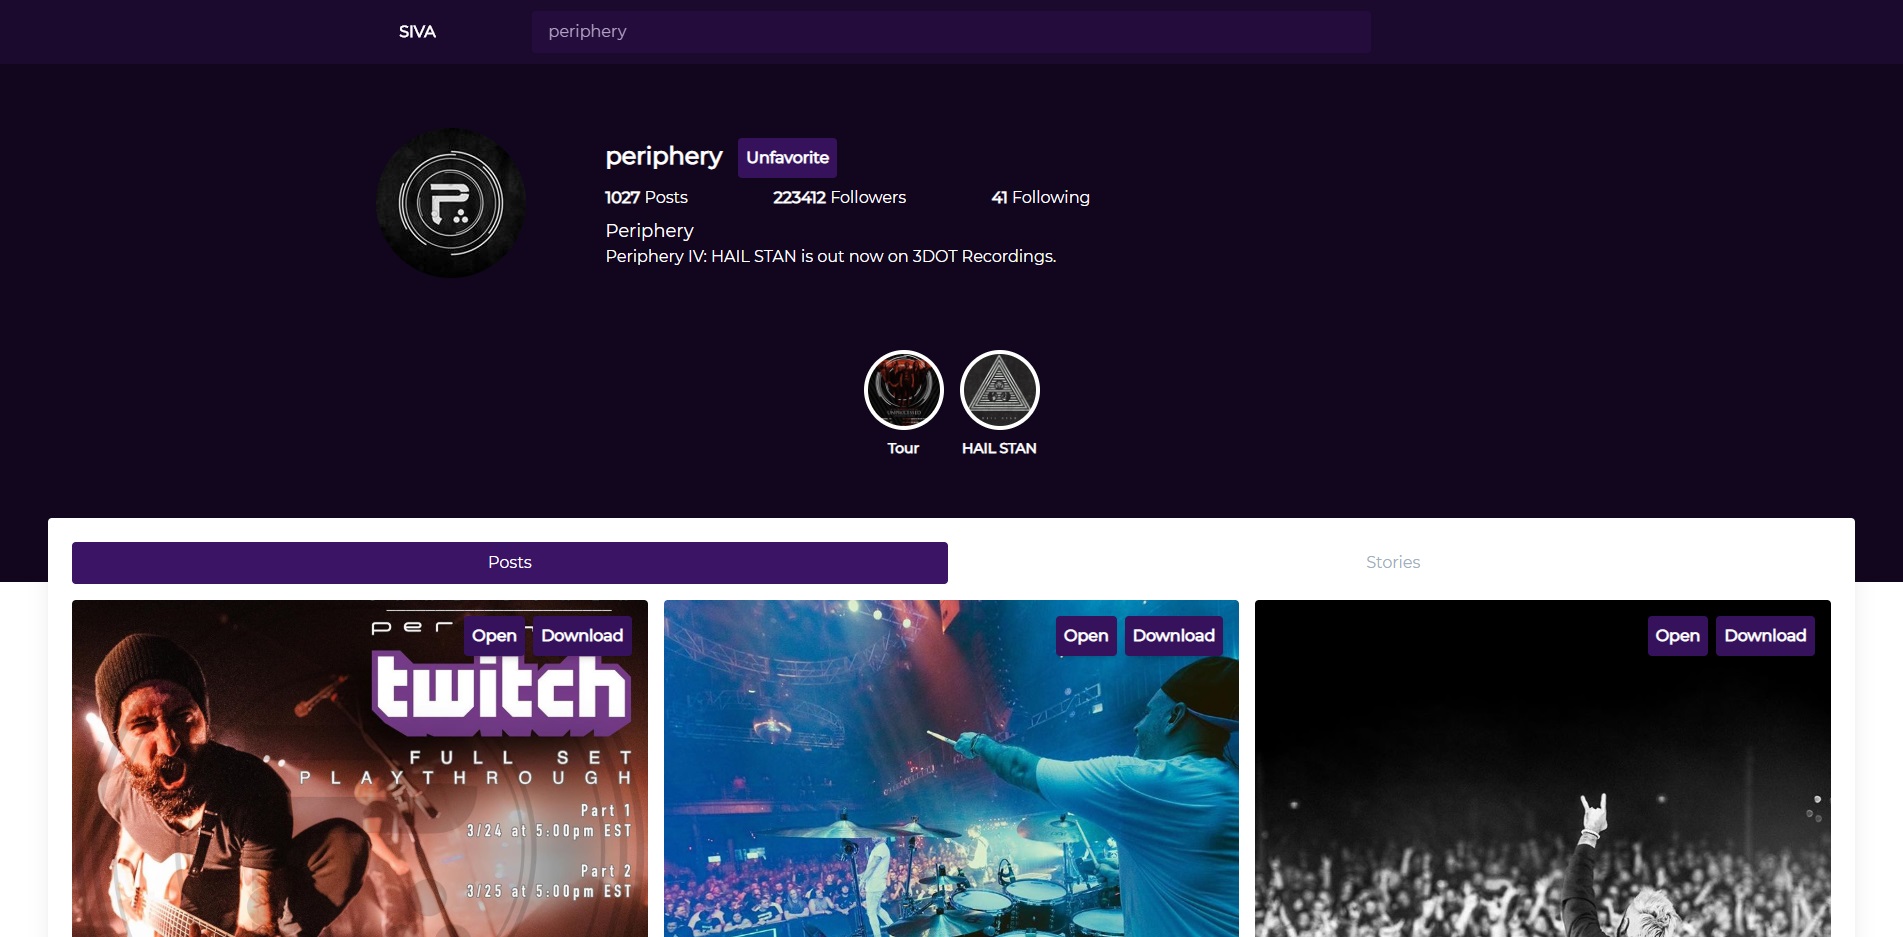 SIVA
periphery
periphery
Unfavorite
1027 Posts
223412 Followers
41 Following
Periphery
Periphery IV: HAIL STAN is out now on 3DOT Recordings.
Tour
HAIL STAN
Posts
Stories
Open
Download
twitch
FULL SET
PLAYTHROUGH
Part 1
3/24 at 5:00pm EST
Part 2
3/25 at 5:00pm EST
Open
Download
Open
Download